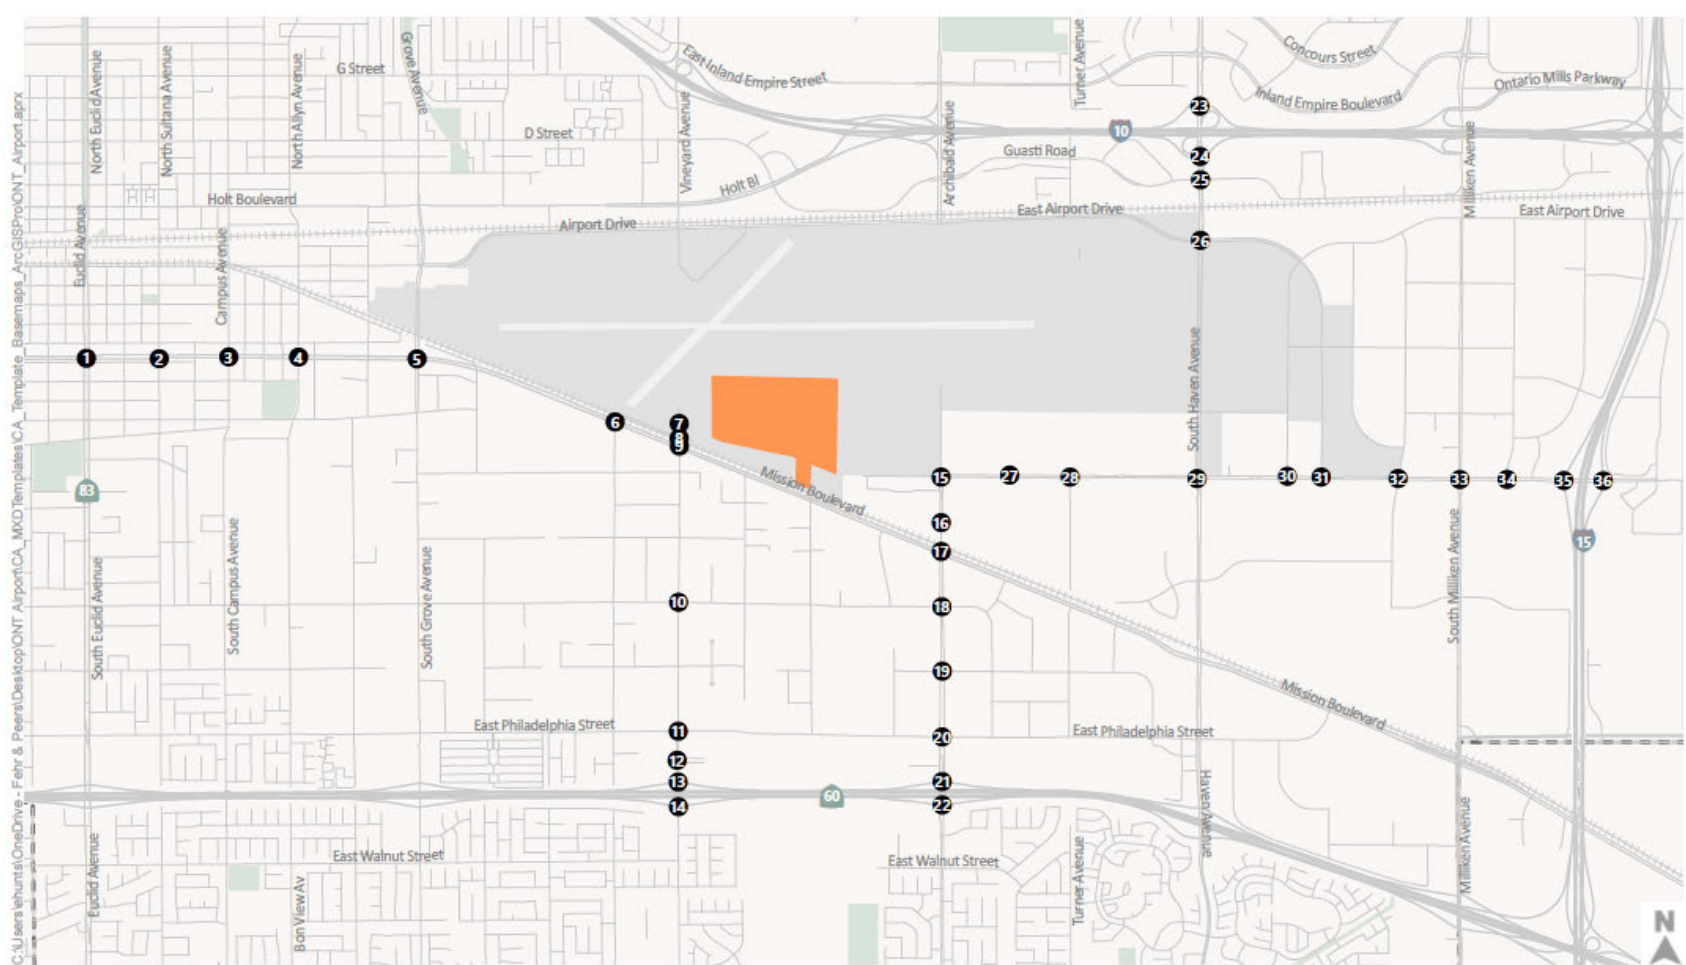 C:\Users\ehunts\OneDrive - Fehr & Peers\Desktop\ONT Airport\CA_MXDTemplates\CA_Template_Basemaps_ArcGISPro\ONT_Airport.aprx
North Euclid Avenue
North Sultana Avenue
North Allyn Avenue
G Street
Grove Avenue
East Inland Empire Street
Turner Avenue
Concours Street
Ontario Mills Parkway
Inland Empire Boulevard
Vineyard Avenue
Archibald Avenue
D Street
10
23
Guasti Road
24
25
Milliken Avenue
Holt Boulevard
Holt Bl
Airport Drive
East Airport Drive
East Airport Drive
Euclid Avenue
Campus Avenue
26
South Haven Avenue
1
2
3
4
5
6
7
8
9
83
Mission Boulevard
15
27
28
29
30
31
32
33
34
35
36
16
17
15
South Euclid Avenue
South Campus Avenue
South Grove Avenue
South Milliken Avenue
10
18
19
Mission Boulevard
East Philadelphia Street
11
20
East Philadelphia Street
12
13
21
14
60
22
Haven Avenue
Euclid Avenue
East Walnut Street
East Walnut Street
Bon View Av
Turner Avenue
Milliken Avenue
N